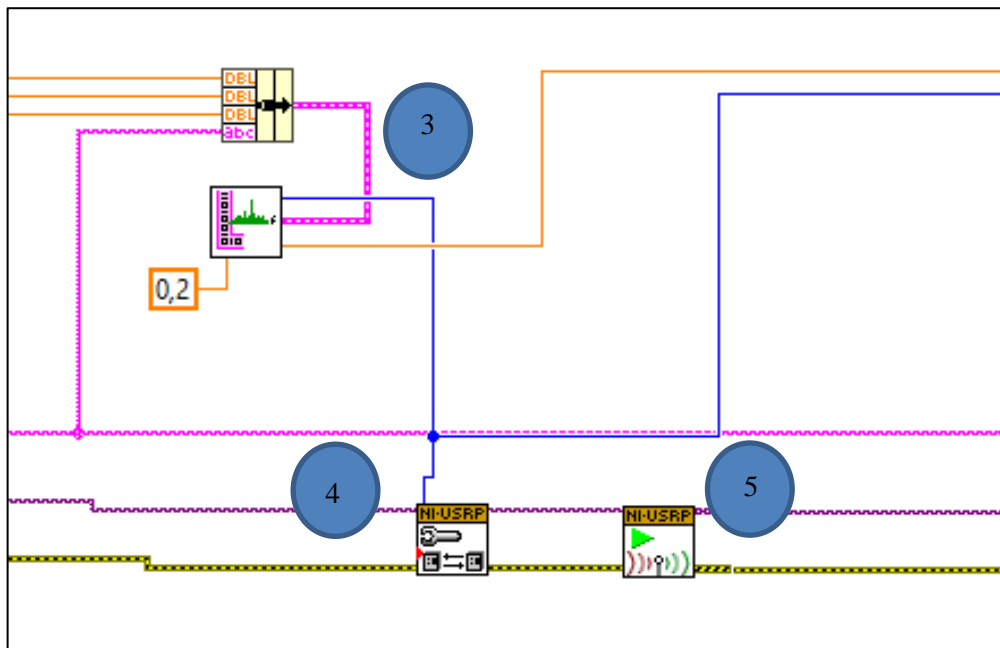 DBL
DBL
DBL
abc
3
0,2
4
5
NI-USRP
NI-USRP